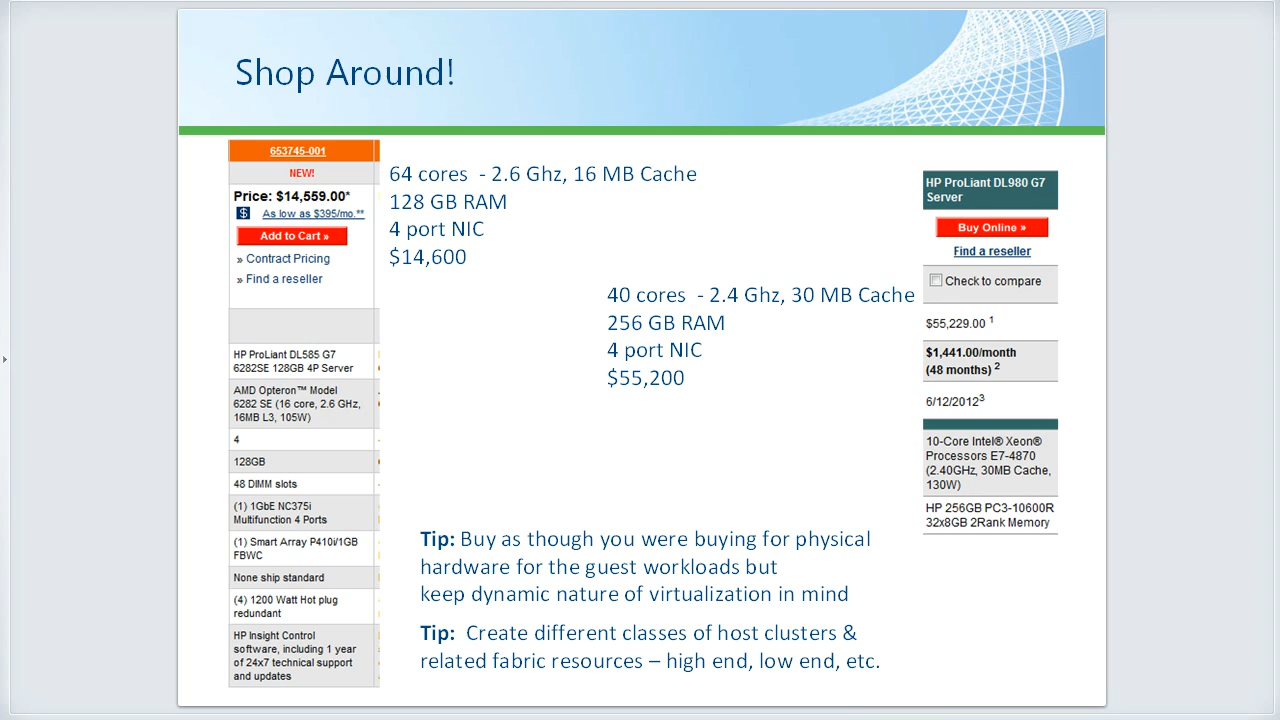 Shop Around!
653745-001
NEW!
Price: $14,559.00*
$ As low as $395/mo.**
Add to Cart »
» Contract Pricing
» Find a reseller
HP ProLiant DL585 G7
6282SE 128GB 4P Server
AMD Opteron™ Model
6282 SE (16 core, 2.6 GHz,
16MB L3, 105W)
4
128GB
48 DIMM slots
(1) 1GbE NC375i
Multifunction 4 Ports
(1) Smart Array P410i/1GB
FBWC
None ship standard
(4) 1200 Watt Hot plug
redundant
HP Insight Control
software, including 1 year
of 24x7 technical support
and updates
64 cores - 2.6 Ghz, 16 MB Cache
128 GB RAM
4 port NIC
$14,600
40 cores - 2.4 Ghz, 30 MB Cache
256 GB RAM
4 port NIC
$55,200
HP ProLiant DL980 G7
Server
Buy Online »
Find a reseller
Check to compare
$55,229.00 1
$1,441.00/month
(48 months) 2
6/12/20123
10-Core Intel® Xeon®
Processors E7-4870
(2.40GHz, 30MB Cache,
130W)
HP 256GB PC3-10600R
32x8GB 2Rank Memory
Tip: Buy as though you were buying for physical
hardware for the guest workloads but
keep dynamic nature of virtualization in mind
Tip: Create different classes of host clusters &
related fabric resources – high end, low end, etc.